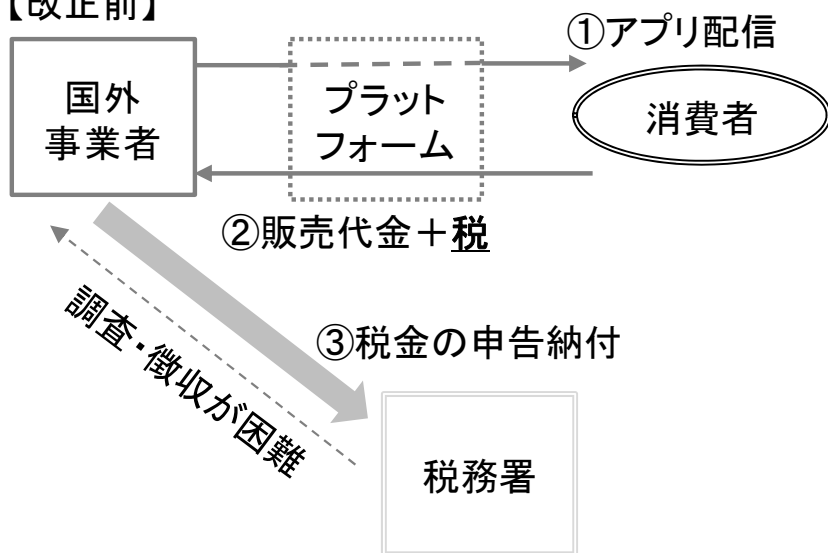 【改正前】
①アプリ配信
国外
事業者
プラット
フォーム
消費者
②販売代金＋税
調査・徴収が困難
③税金の申告納付
税務署